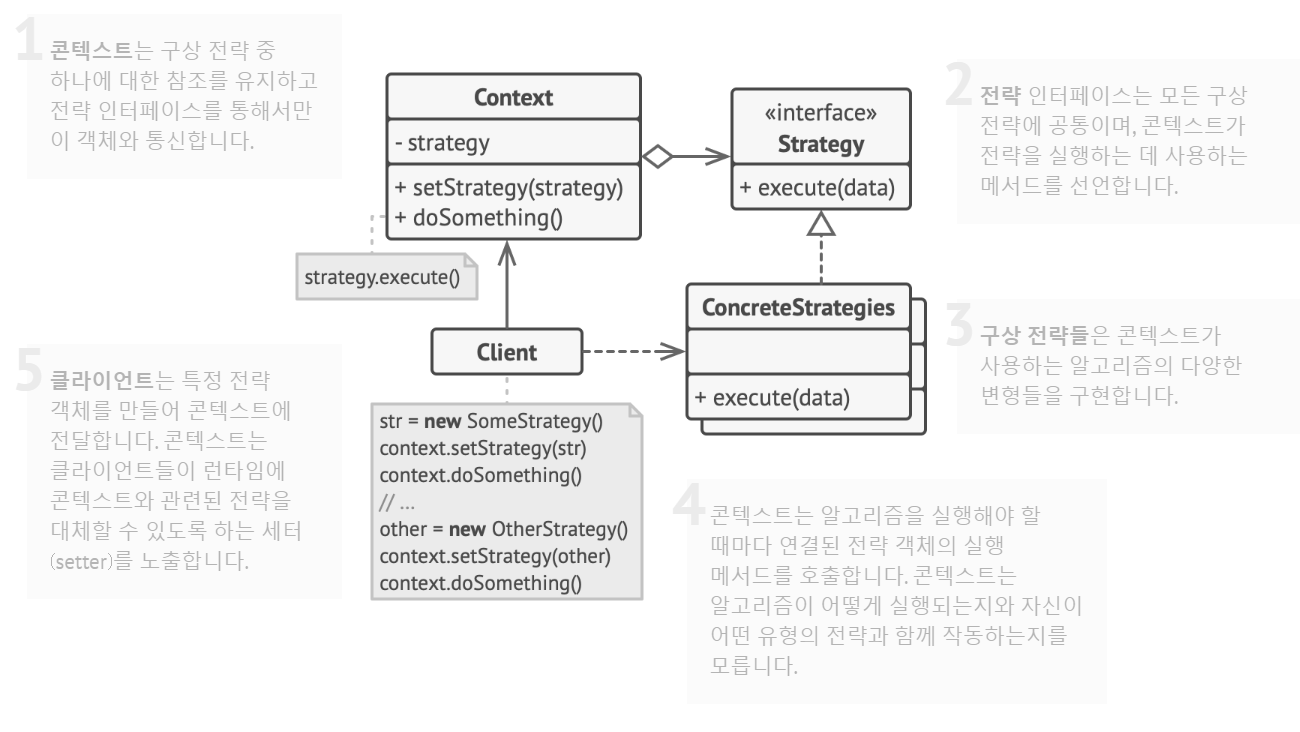 1
콘텍스트는 구상 전략 중
하나에 대한 참조를 유지하고
전략 인터페이스를 통해서만
이 객체와 통신합니다.
Context
- strategy
+ setStrategy(strategy)
+ doSomething()
strategy.execute()
«interface»
Strategy
+ execute(data)
2
전략 인터페이스는 모든 구상
전략에 공통이며, 콘텍스트가
전략을 실행하는 데 사용하는
메서드를 선언합니다.
ConcreteStrategies
+ execute(data)
3
구상 전략들은 콘텍스트가
사용하는 알고리즘의 다양한
변형들을 구현합니다.
Client
str = new SomeStrategy()
context.setStrategy(str)
context.doSomething()
// ...
other = new OtherStrategy()
context.setStrategy(other)
context.doSomething()
4
콘텍스트는 알고리즘을 실행해야 할
때마다 연결된 전략 객체의 실행
메서드를 호출합니다. 콘텍스트는
알고리즘이 어떻게 실행되는지와 자신이
어떤 유형의 전략과 함께 작동하는지를
모릅니다.
5
클라이언트는 특정 전략
객체를 만들어 콘텍스트에
전달합니다. 콘텍스트는
클라이언트들이 런타임에
콘텍스트와 관련된 전략을
대체할 수 있도록 하는 세터
(setter)를 노출합니다.